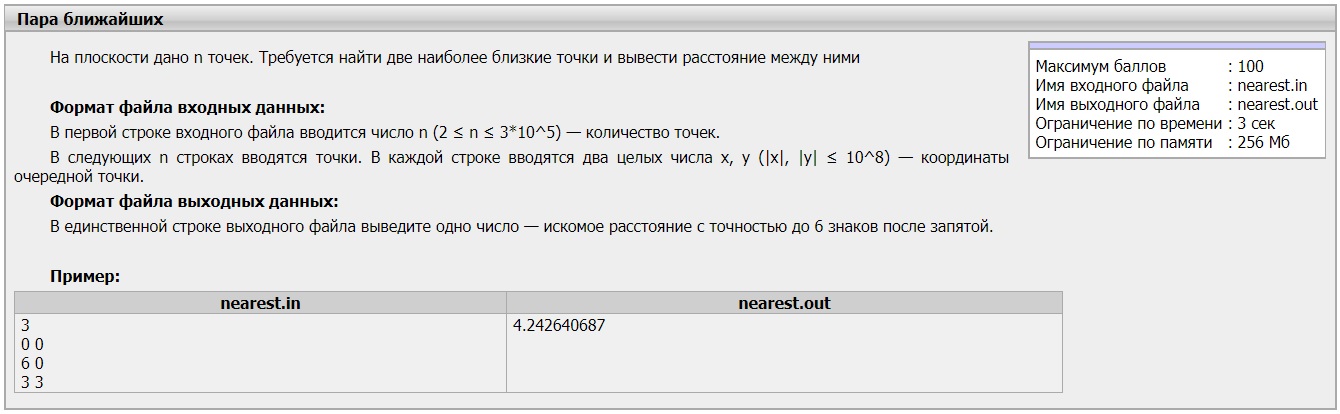 Пара ближайших
На плоскости дано n точек. Требуется найти две наиболее близкие точки и вывести расстояние между ними
Максимум баллов : 100
Имя входного файла : nearest.in
Имя выходного файла : nearest.out
Ограничение по времени : 3 сек
Ограничение по памяти : 256 Мб
Формат файла входных данных:
В первой строке входного файла вводится число n (2 ≤ n ≤ 3*10^5) — количество точек.
В следующих n строках вводятся точки. В каждой строке вводятся два целых числа x, y (|x|, |y| ≤ 10^8) — координаты
очередной точки.
Формат файла выходных данных:
В единственной строке выходного файла выведите одно число — искомое расстояние с точностью до 6 знаков после запятой.
Пример:
nearest.in nearest.out
3 4.242640687
0 0
6 0
3 3